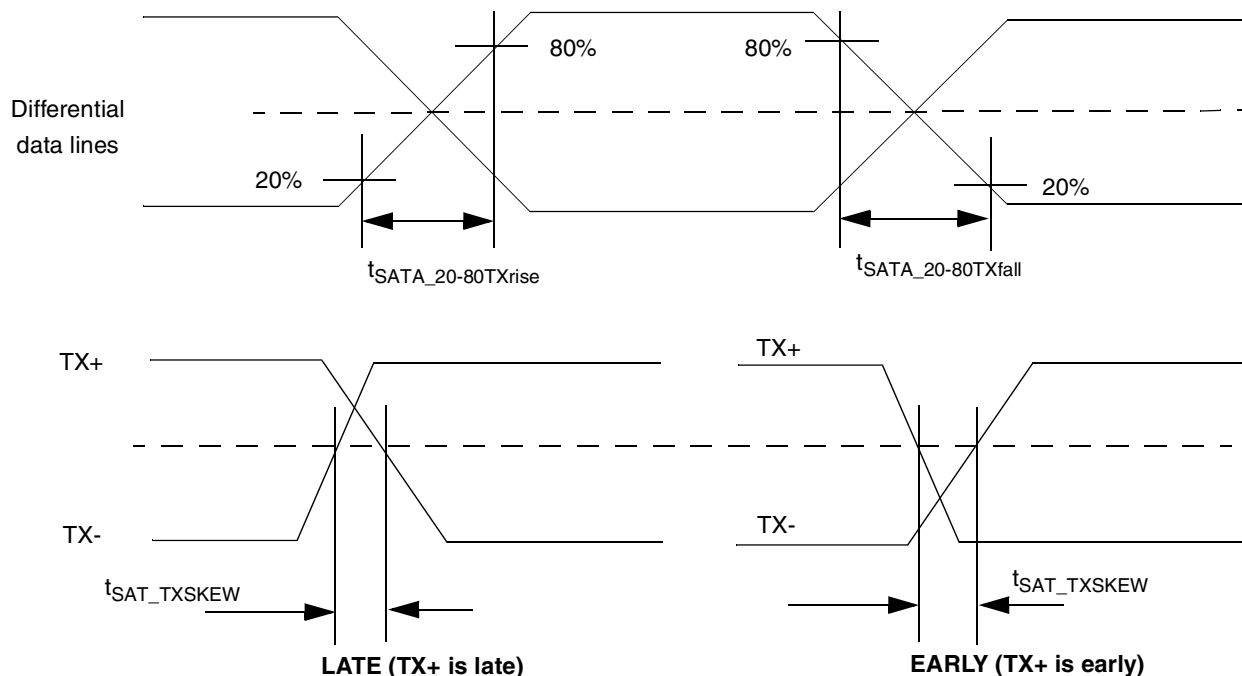 80%
80%
Differential
data lines
20%
20%
tSATA_20-80TXrise
tSATA_20-80TXfall
TX+
TX+
TX-
TX-
tSAT_TXSKEW
tSAT_TXSKEW
LATE (TX+ is late)
EARLY (TX+ is early)